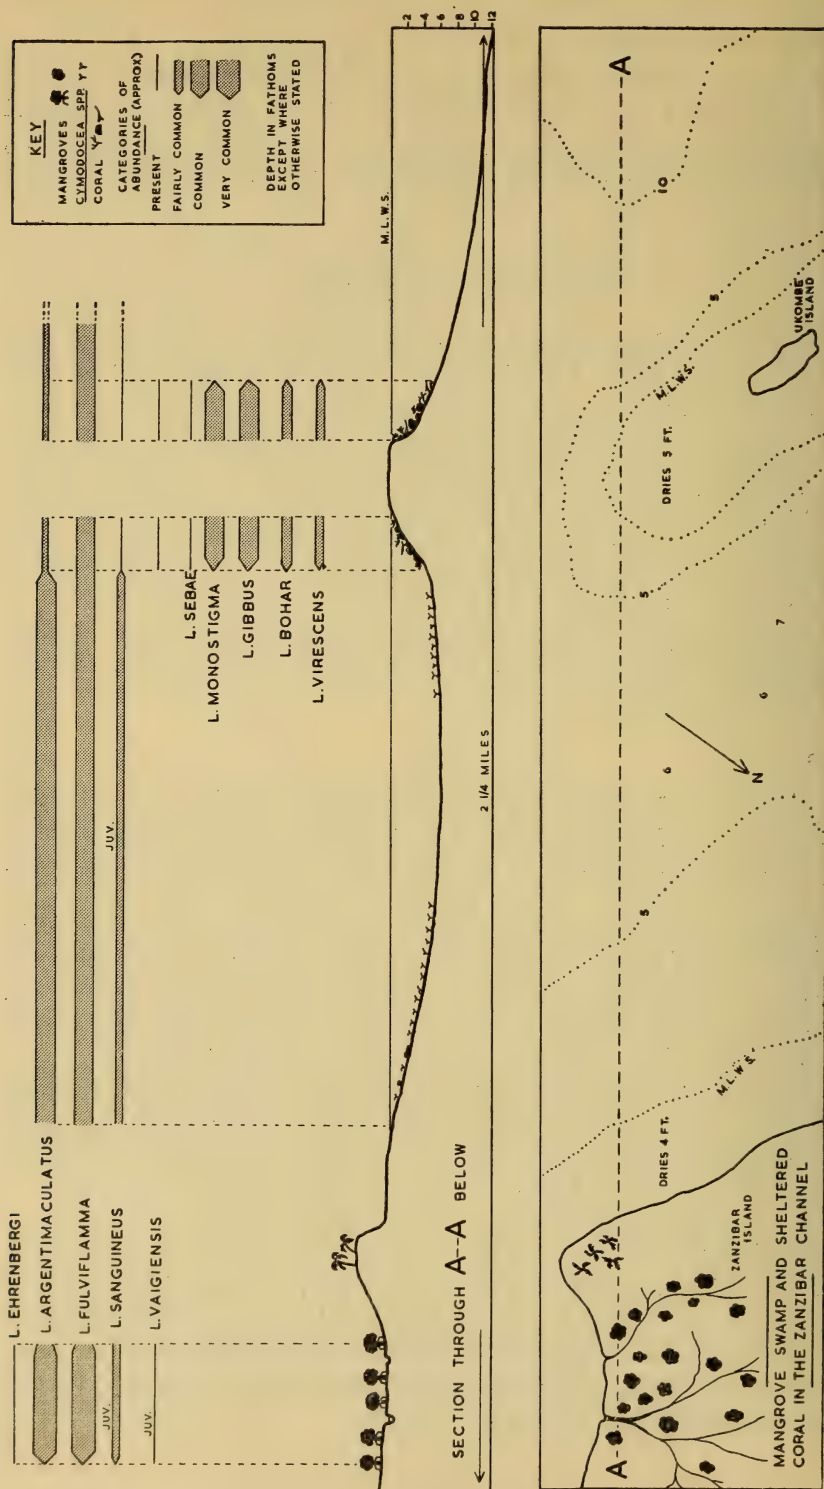 L. EHRENBERGI
L. ARGENTIMACULATUS
L. FULVIFLAMMA
JUV.
L. SANGUINEUS
JUV.
L. VAIGIENSIS
JUV.
L. SEBAE
L. MONOSTIGMA
L. GIBBUS
L. BOHAR
L. VIRESCENS
KEY
MANGROVES
CYMODOCEA SPP. YY
CORAL
CATEGORIES OF
ABUNDANCE (APPROX)
PRESENT
FAIRLY COMMON
COMMON
VERY COMMON
DEPTH IN FATHOMS
EXCEPT WHERE
OTHERWISE STATED
M.L.W.S.
-2
-4
-6
-8
-10
-12
SECTION THROUGH A--A BELOW
2 1/4 MILES
A
A
DRIES 4 FT.
M.L.W.S.
5
6
6
7
N
5
DRIES 5 FT.
M.L.W.S.
5
10
UKOMBE
ISLAND
ZANZIBAR
ISLAND
MANGROVE SWAMP AND SHELTERED
CORAL IN THE ZANZIBAR CHANNEL